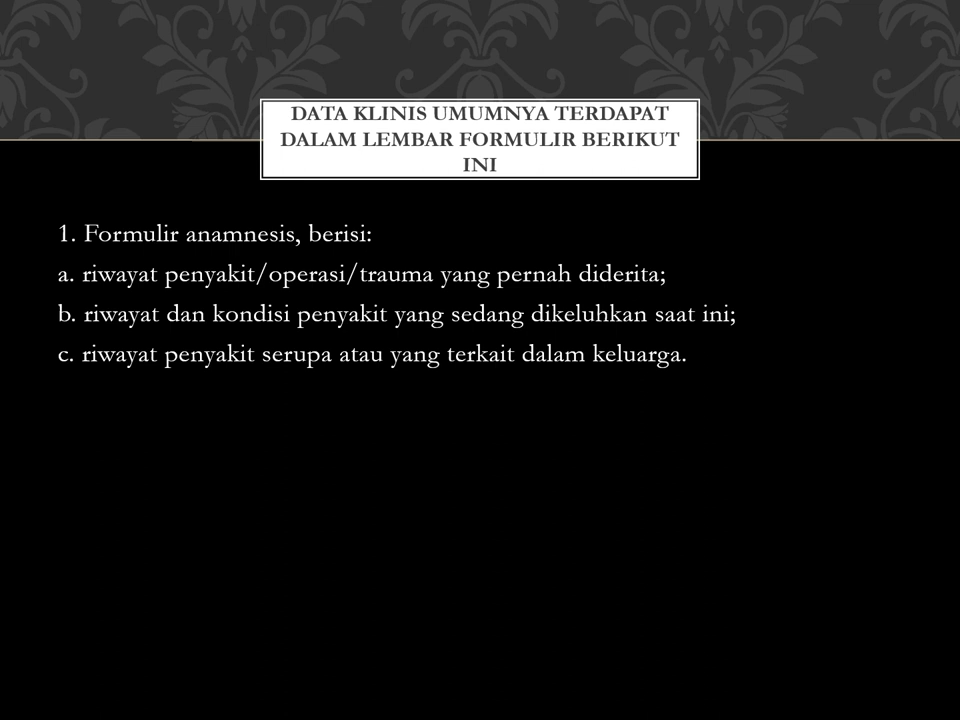 DATA KLINIS UMUMNYA TERDAPAT
DALAM LEMBAR FORMULIR BERIKUT
INI
1. Formulir anamnesis, berisi:
a. riwayat penyakit/operasi/trauma yang pernah diderita;
b. riwayat dan kondisi penyakit yang sedang dikeluhkan saat ini;
c. riwayat penyakit serupa atau yang terkait dalam keluarga.